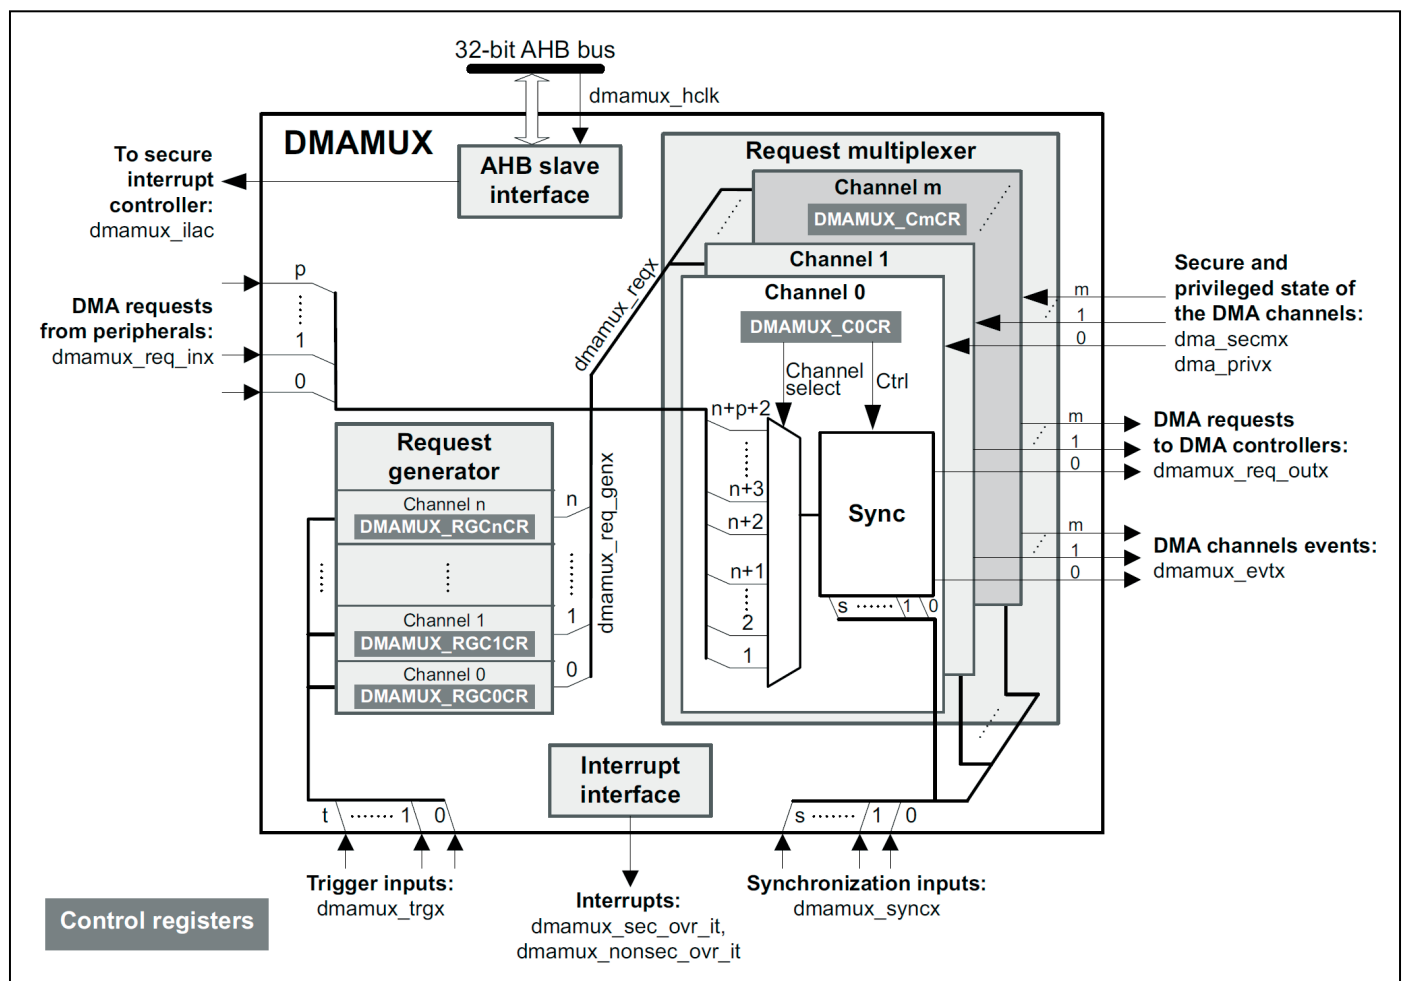 32-bit AHB bus
dmamux_hclk
DMAMUX
To secure
interrupt
controller:
dmamux_ilac
AHB slave
interface
Request multiplexer
Channel m
DMAMUX_CmCR
Channel 1
Channel 0
DMAMUX_C0CR
Channel
select
Ctrl
dmamux_reqx
p
1
0
DMA requests
from peripherals:
dmamux_req_inx
m
1
0
Secure and
privileged state of
the DMA channels:
dma_secmx
dma_privx
n+p+2
n+3
n+2
n+1
2
1
Sync
s
1
0
m
1
0
DMA requests
to DMA controllers:
dmamux_req_outx
m
1
0
DMA channels events:
dmamux_evtx
Request
generator
Channel n
DMAMUX_RGCnCR
Channel 1
DMAMUX_RGC1CR
Channel 0
DMAMUX_RGC0CR
n
1
0
dmamux_req_genx
Interrupt
interface
t
1
0
s
1
0
Trigger inputs:
dmamux_trgx
Interrupts:
dmamux_sec_ovr_it,
dmamux_nonsec_ovr_it
Synchronization inputs:
dmamux_syncx
Control registers